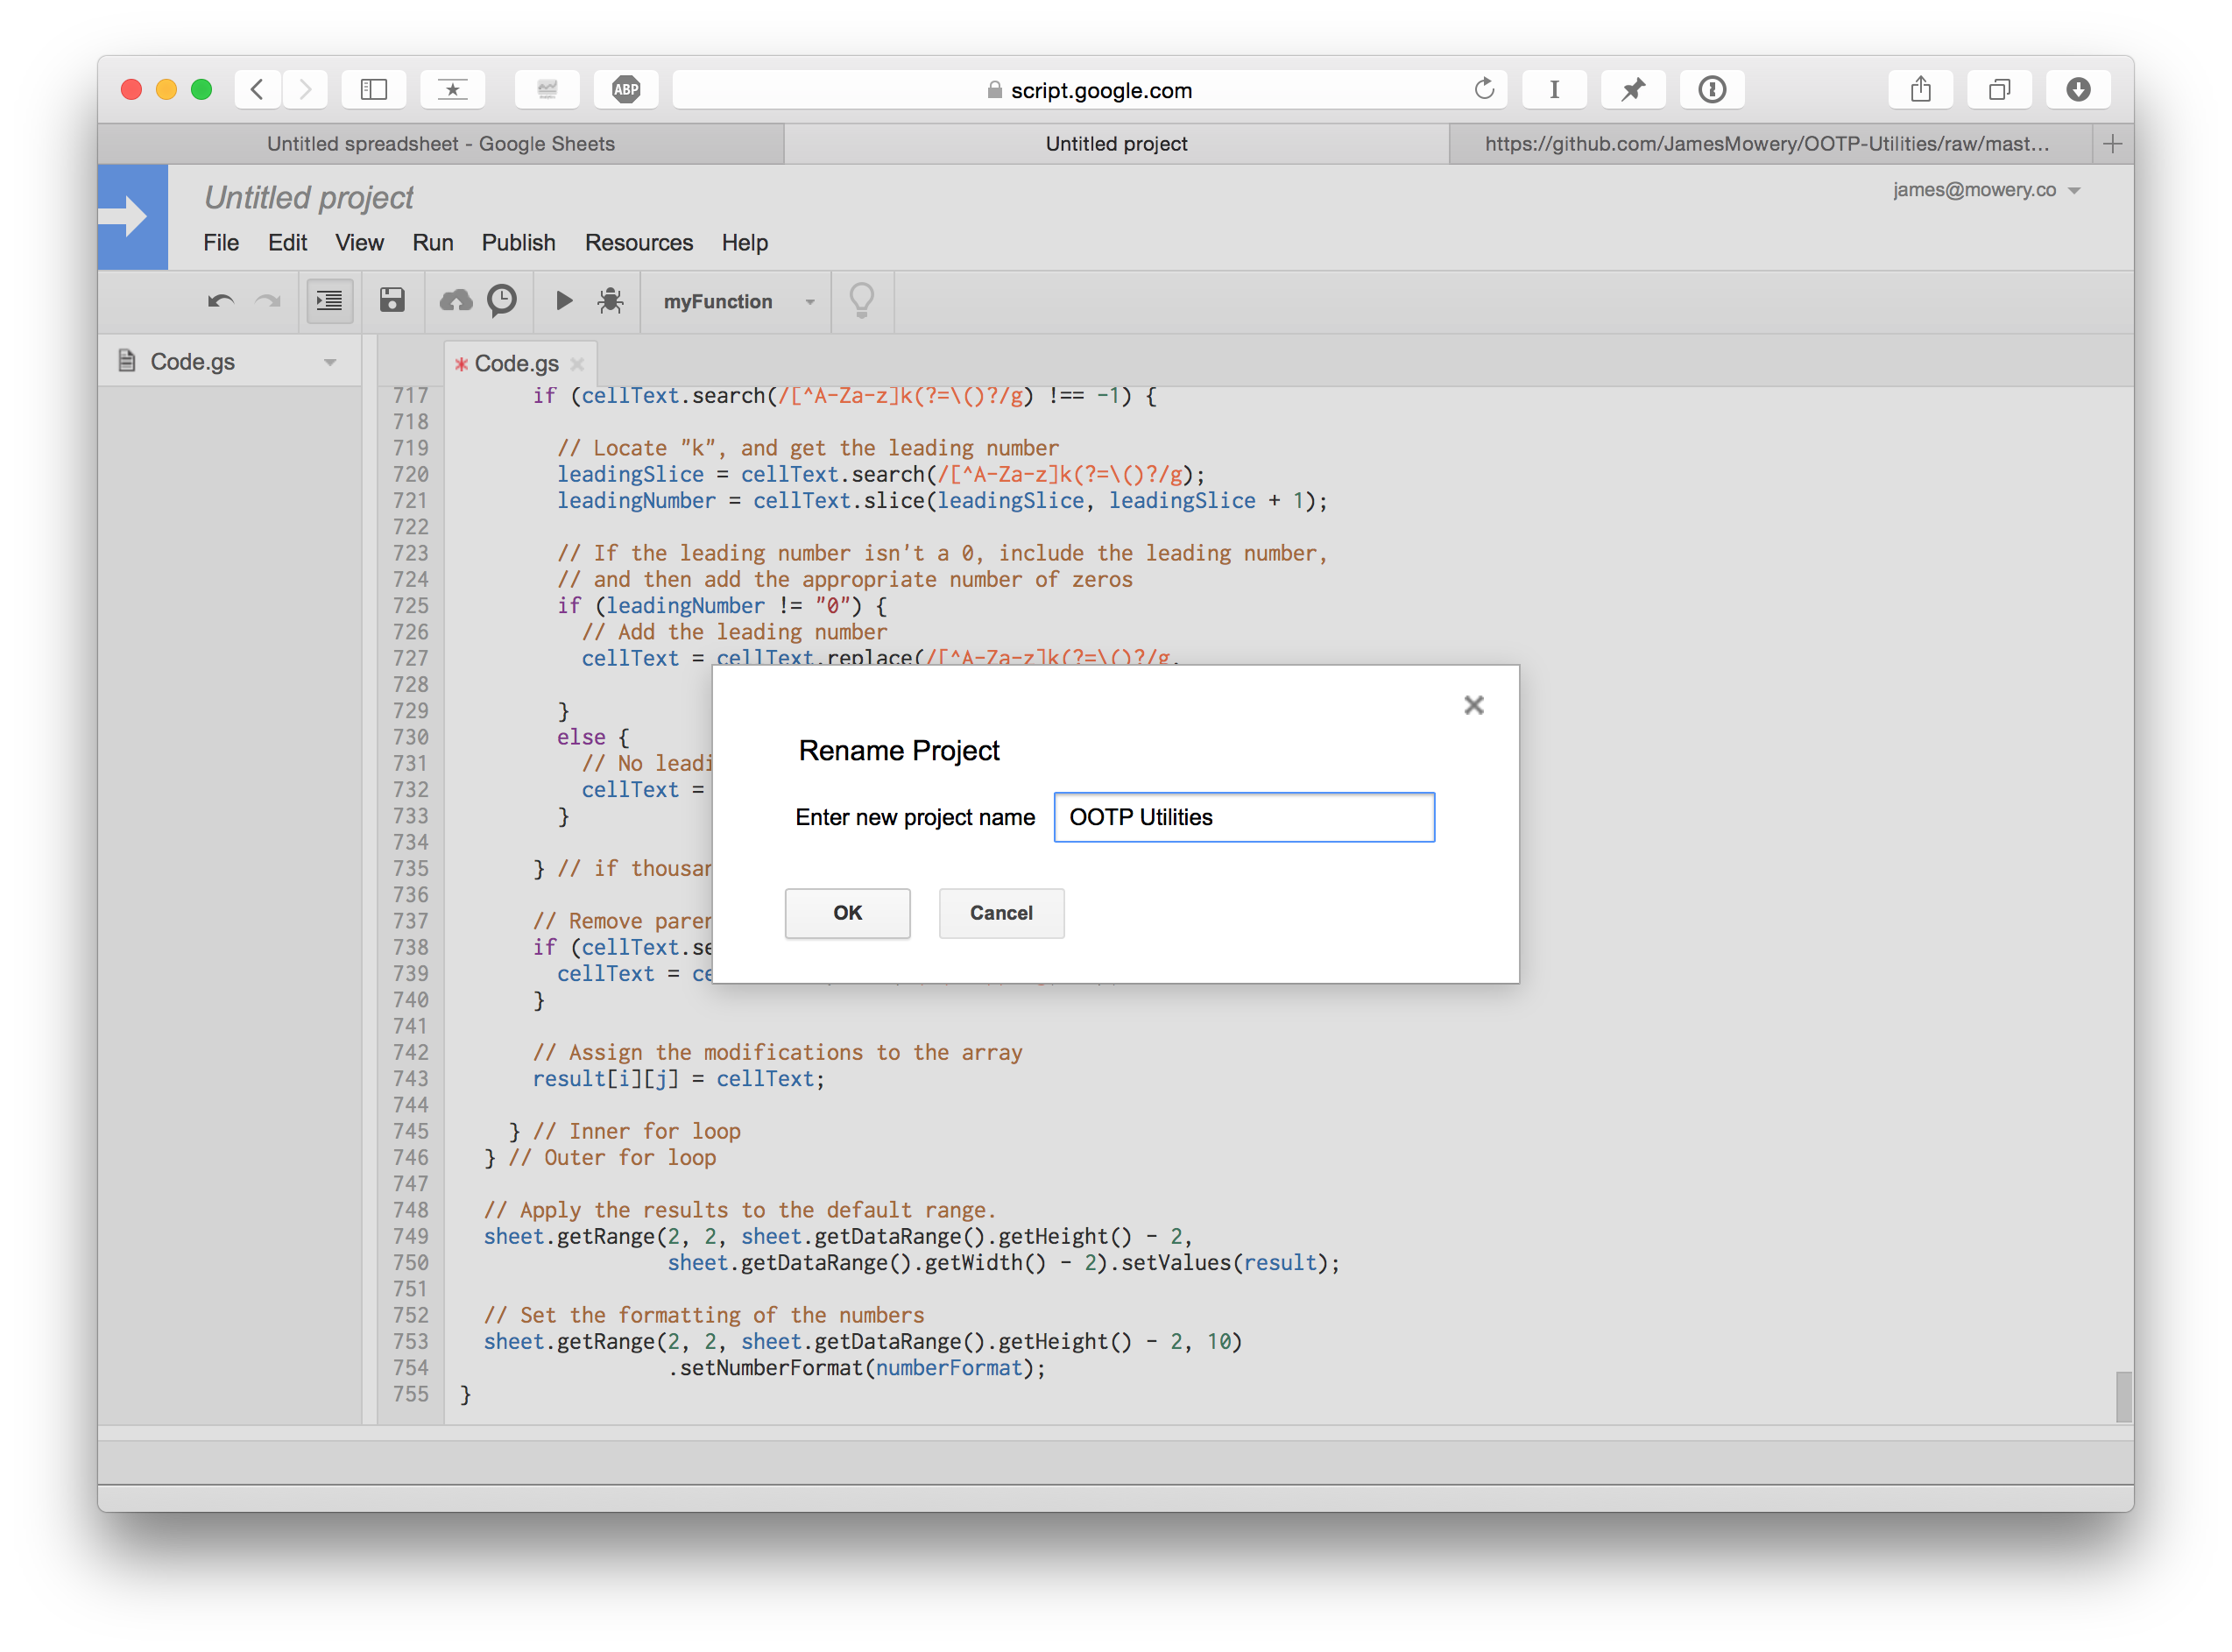 ABP
script.google.com
Untitled spreadsheet - Google Sheets
Untitled project
https://github.com/JamesMowery/OOTP-Utilities/raw/mast...
Untitled project
james@mowery.co
File Edit View Run Publish Resources Help
myFunction
Code.gs
* Code.gs
717 if (cellText.search(/[^A-Za-z]k(?=\()?/g) !== -1) {
718
719 // Locate "k", and get the leading number
720 leadingSlice = cellText.search(/[^A-Za-z]k(?=\()?/g);
721 leadingNumber = cellText.slice(leadingSlice, leadingSlice + 1);
722
723 // If the leading number isn't a 0, include the leading number,
724 // and then add the appropriate number of zeros
725 if (leadingNumber != "0") {
726 // Add the leading number
727 cellText = cellText.replace(/[^A-Za-z]k(?=\()?/g,
728
729 }
730 else {
731 // No leadi
732 cellText =
733 }
734
735 } // if thousan
736
737 // Remove paren
738 if (cellText.se
739 cellText = ce
740 }
741
742 // Assign the modifications to the array
743 result[i][j] = cellText;
744
745 } // Inner for loop
746 } // Outer for loop
747
748 // Apply the results to the default range.
749 sheet.getRange(2, 2, sheet.getDataRange().getHeight() - 2,
750 sheet.getDataRange().getWidth() - 2).setValues(result);
751
752 // Set the formatting of the numbers
753 sheet.getRange(2, 2, sheet.getDataRange().getHeight() - 2, 10)
754 .setNumberFormat(numberFormat);
755 }
Rename Project
Enter new project name OOTP Utilities
OK Cancel